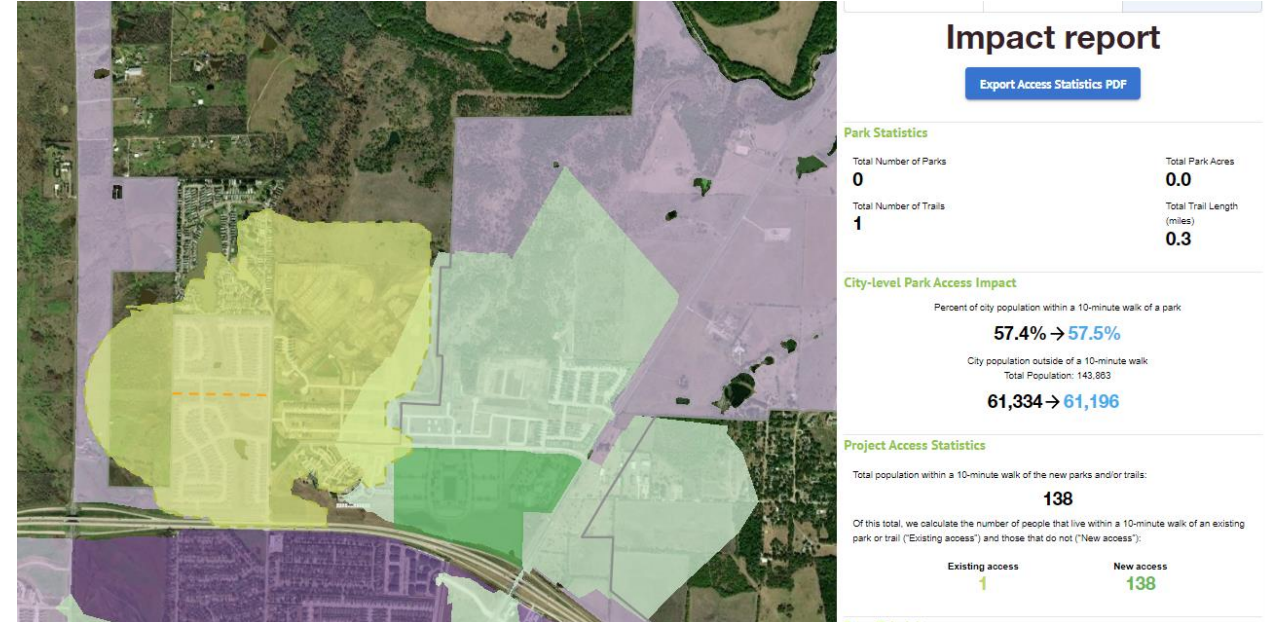 Impact report
Export Access Statistics PDF
Park Statistics
Total Number of Parks
0
Total Park Acres
0.0
Total Number of Trails
1
Total Trail Length
(miles)
0.3
City-level Park Access Impact
Percent of city population within a 10-minute walk of a park
57.4% → 57.5%
City population outside of a 10-minute walk
Total Population: 143,863
61,334 → 61,196
Project Access Statistics
Total population within a 10-minute walk of the new parks and/or trails:
138
Of this total, we calculate the number of people that live within a 10-minute walk of an existing
park or trail ("Existing access") and those that do not ("New access"):
Existing access
1
New access
138